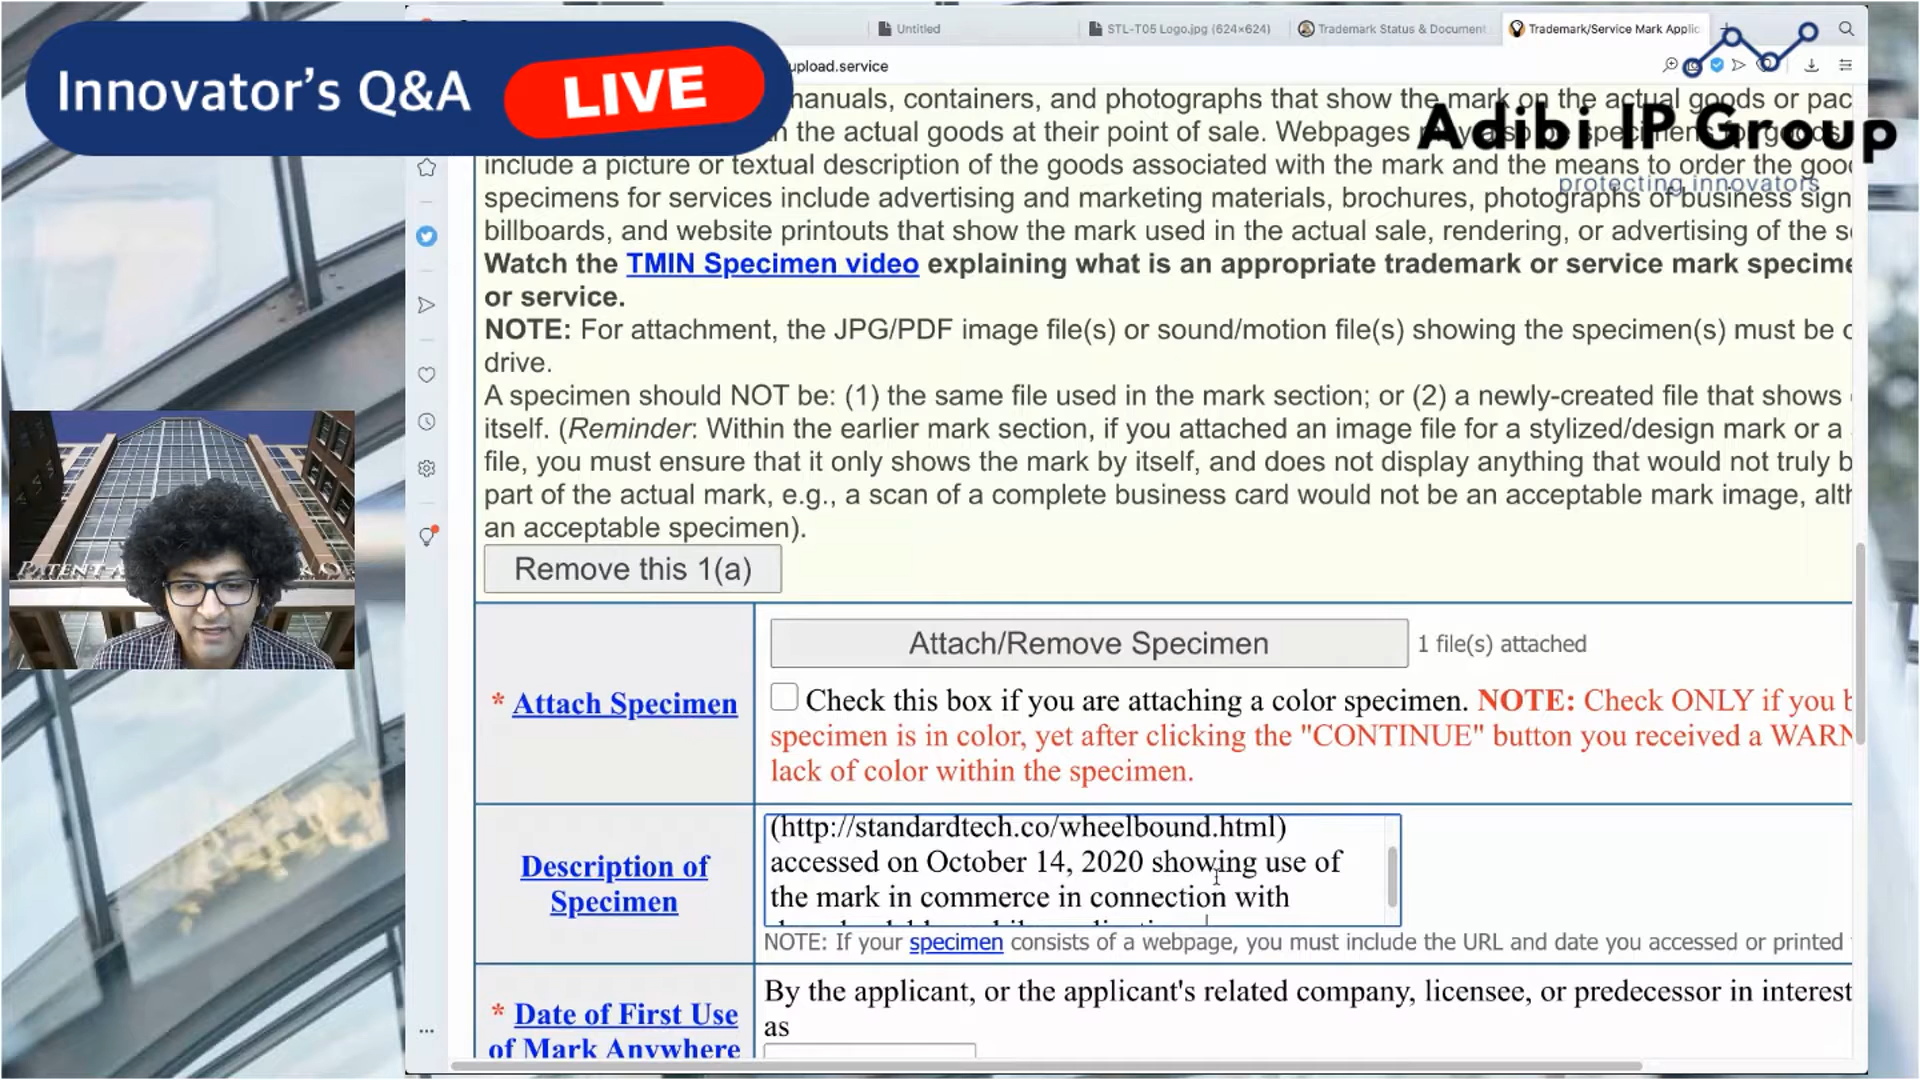 Innovator's Q&A LIVE
Untitled
STL-T05 Logo.jpg (624×624)
Trademark Status & Document
Trademark/Service Mark Applic
upload.service
Adibi IP Group
protecting innovators
manuals, containers, and photographs that show the mark on the actual goods or pac
the actual goods at their point of sale. Webpages may also be specimens for goods
include a picture or textual description of the goods associated with the mark and the means to order the goo
specimens for services include advertising and marketing materials, brochures, photographs of business sign
billboards, and website printouts that show the mark used in the actual sale, rendering, or advertising of the s
Watch the TMIN Specimen video explaining what is an appropriate trademark or service mark specime
or service.
NOTE: For attachment, the JPG/PDF image file(s) or sound/motion file(s) showing the specimen(s) must be
drive.
A specimen should NOT be: (1) the same file used in the mark section; or (2) a newly-created file that shows
itself. (Reminder: Within the earlier mark section, if you attached an image file for a stylized/design mark or a
file, you must ensure that it only shows the mark by itself, and does not display anything that would not truly b
part of the actual mark, e.g., a scan of a complete business card would not be an acceptable mark image, alt
an acceptable specimen).
Remove this 1(a)
* Attach Specimen
Attach/Remove Specimen 1 file(s) attached
Check this box if you are attaching a color specimen. NOTE: Check ONLY if you
specimen is in color, yet after clicking the "CONTINUE" button you received a WARN
lack of color within the specimen.
Description of
Specimen
(http://standardtech.co/wheelbound.html)
accessed on October 14, 2020 showing use of
the mark in commerce in connection with
NOTE: If your specimen consists of a webpage, you must include the URL and date you accessed or printed
* Date of First Use
of Mark Anywhere
By the applicant, or the applicant's related company, licensee, or predecessor in interest
as